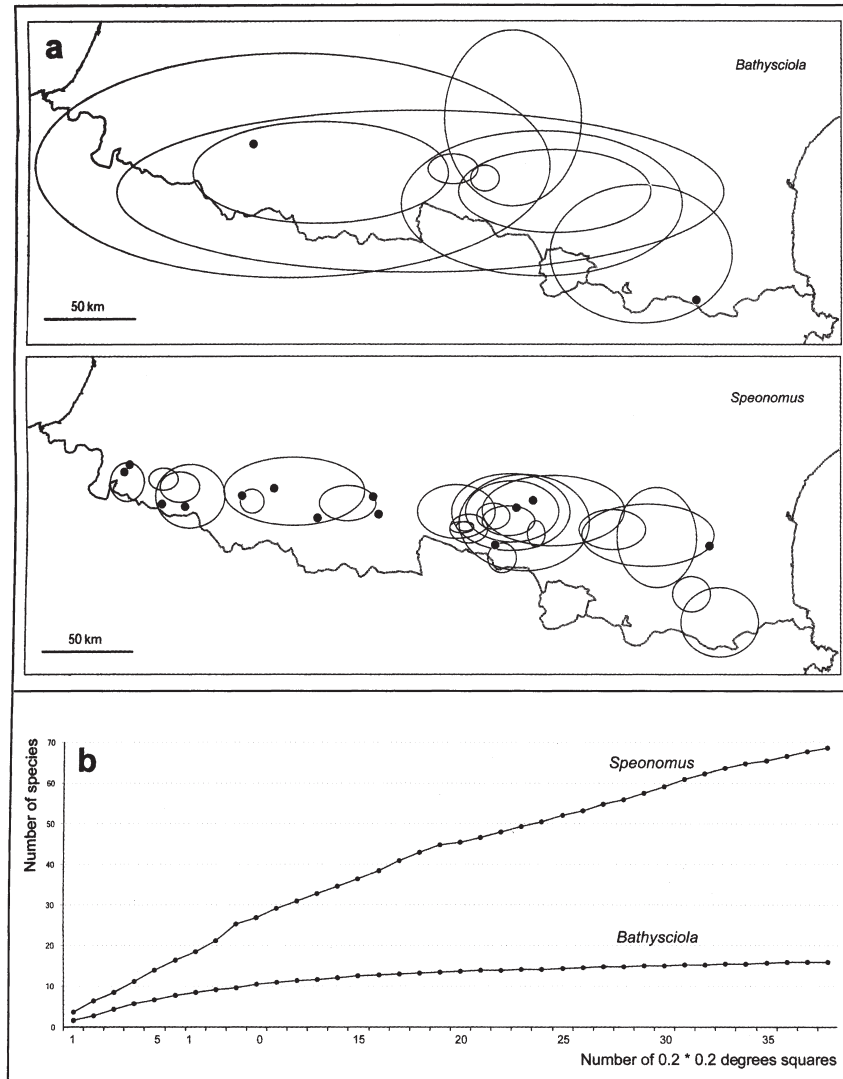 a
Bathysciola
50 km
Speonomus
50 km
b
Number of species
70
60
50
40
30
20
10
0
Speonomus
Bathysciola
1 5 1 0 15 20 25 30 35
Number of 0.2 * 0.2 degrees squares